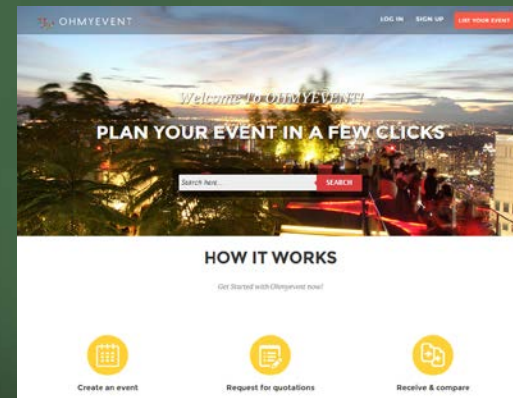 OHMYEVENT
LOG IN
SIGN UP
LIST YOUR EVENT
Welcome To OHMYEVENT!
PLAN YOUR EVENT IN A FEW CLICKS
Search here...
SEARCH
HOW IT WORKS
Get Started with Ohmyevent now!
Create an event
Request for quotations
Receive & compare